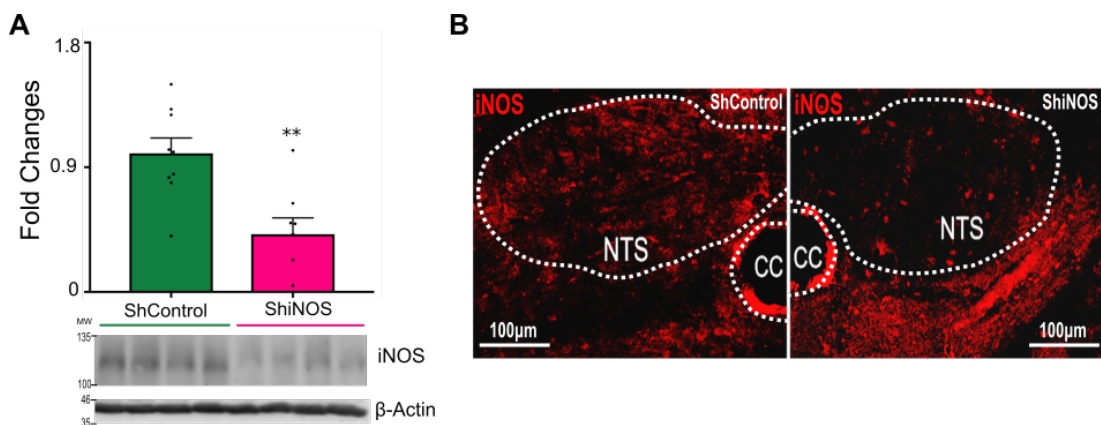 A
Fold Changes
1.8
0.9
0
**
ShControl
ShiNOS
MW
135
100
iNOS
46
35
β-Actin
B
iNOS
ShControl
NTS
CC
100μm
iNOS
ShiNOS
NTS
CC
100μm